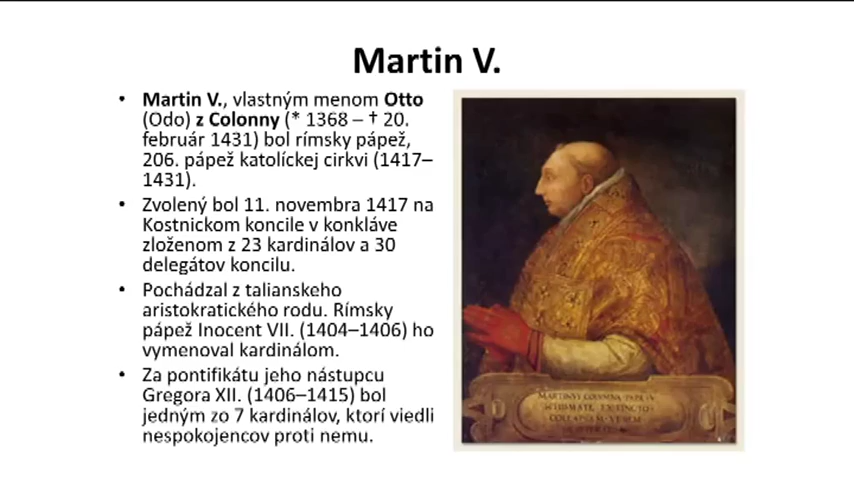 Martin V.
• Martin V., vlastným menom Otto
(Odo) z Colonny (* 1368 – † 20.
február 1431) bol rímsky pápež,
206. pápež katolíckej cirkvi (1417–
1431).
• Zvolený bol 11. novembra 1417 na
Kostnickom koncile v konkláve
zloženom z 23 kardinálov a 30
delegátov koncilu.
• Pochádzal z talianskeho
aristokratického rodu. Rímsky
pápež Inocent VII. (1404–1406) ho
vymenoval kardinálom.
• Za pontifikátu jeho nástupcu
Gregora XII. (1406–1415) bol
jedným zo 7 kardinálov, ktorí viedli
nespokojencov proti nemu.
MARTINVS COLVMNA
EXTINCTO